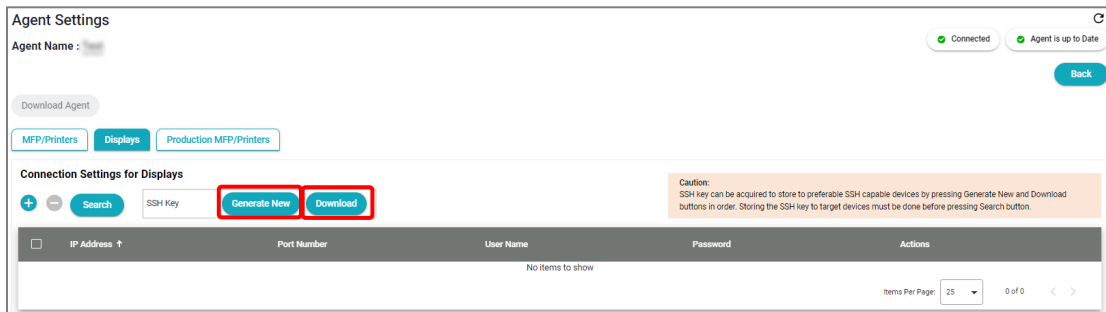 Agent Settings
Agent Name :
Connected
Agent is up to Date
Back
Download Agent
MFP/Printers
Displays
Production MFP/Printers
Connection Settings for Displays
Search
SSH Key
Generate New
Download
Caution:
SSH key can be acquired to store to preferable SSH capable devices by pressing Generate New and Download
buttons in order. Storing the SSH key to target devices must be done before pressing Search button.
IP Address ↑ Port Number User Name Password Actions
No items to show
Items Per Page: 25 0 of 0